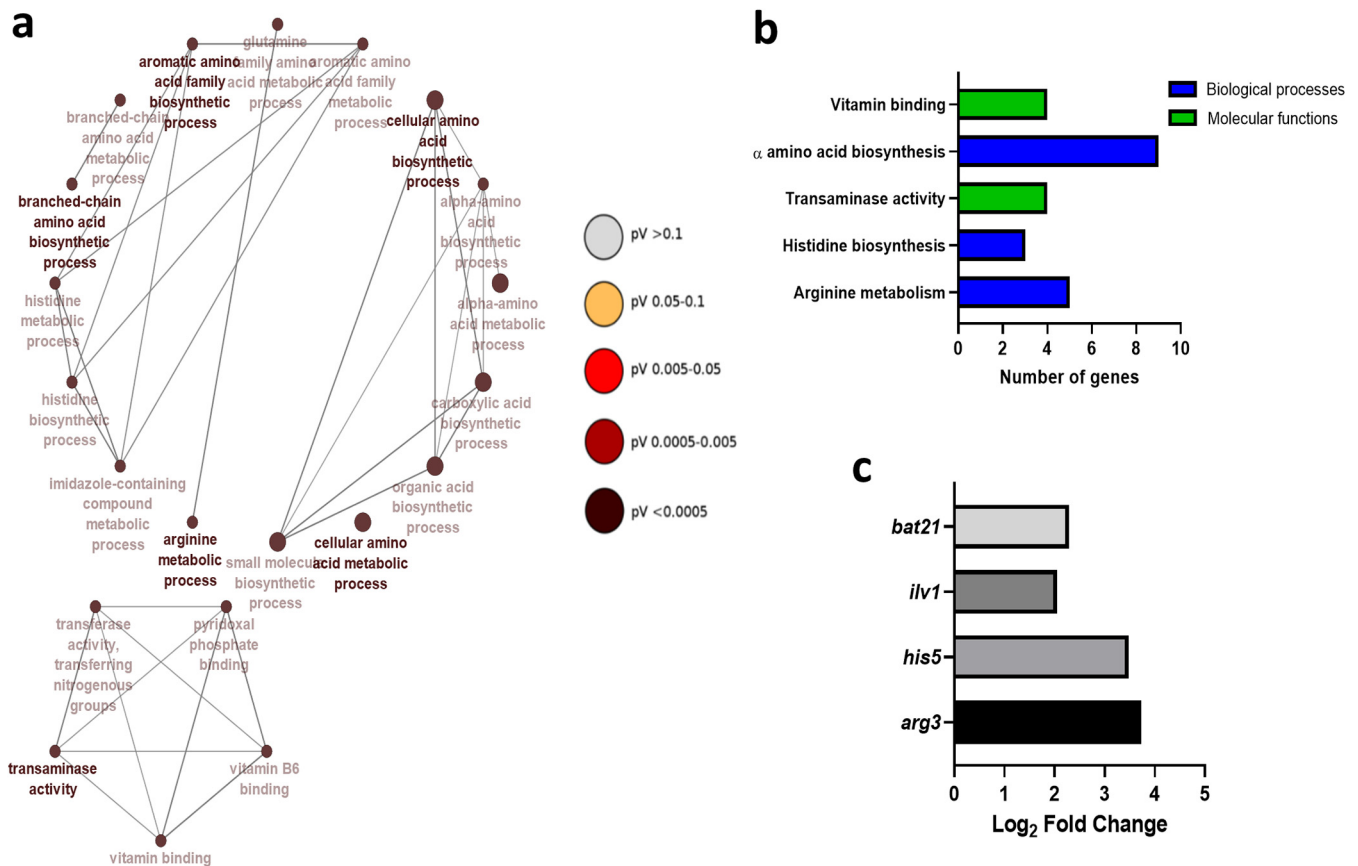 a
glutamine
family amino
acid metabolic
process
aromatic amino
acid family
biosynthetic
process
aromatic amino
acid family
metabolic
process
branched-chain
amino acid
metabolic
process
cellular amino
acid
biosynthetic
process
branched-chain
amino acid
biosynthetic
process
alpha-amino
acid
biosynthetic
process
histidine
metabolic
process
alpha-amino
acid metabolic
process
histidine
biosynthetic
process
carboxylic acid
biosynthetic
process
imidazole-containing
compound
metabolic
process
organic acid
biosynthetic
process
arginine
metabolic
process
small molecule
biosynthetic
process
cellular amino
acid metabolic
process
transferase
activity,
transferring
nitrogenous
groups
pyridoxal
phosphate
binding
transaminase
activity
vitamin B6
binding
vitamin binding
pV >0.1
pV 0.05-0.1
pV 0.005-0.05
pV 0.0005-0.005
pV <0.0005
b
Biological processes
Molecular functions
Vitamin binding
α amino acid biosynthesis
Transaminase activity
Histidine biosynthesis
Arginine metabolism
0 2 4 6 8 10
Number of genes
c
bat21
ilv1
his5
arg3
0 1 2 3 4 5
Log2 Fold Change